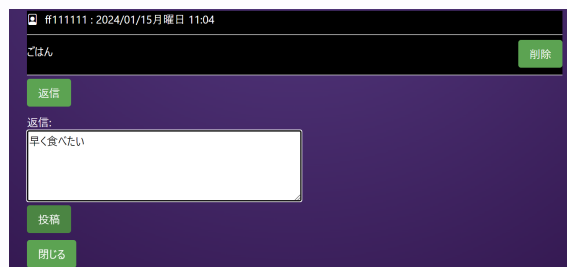 ff111111 : 2024/01/15月曜日 11:04
ごはん
削除
返信
返信:
早く食べたい
投稿
閉じる